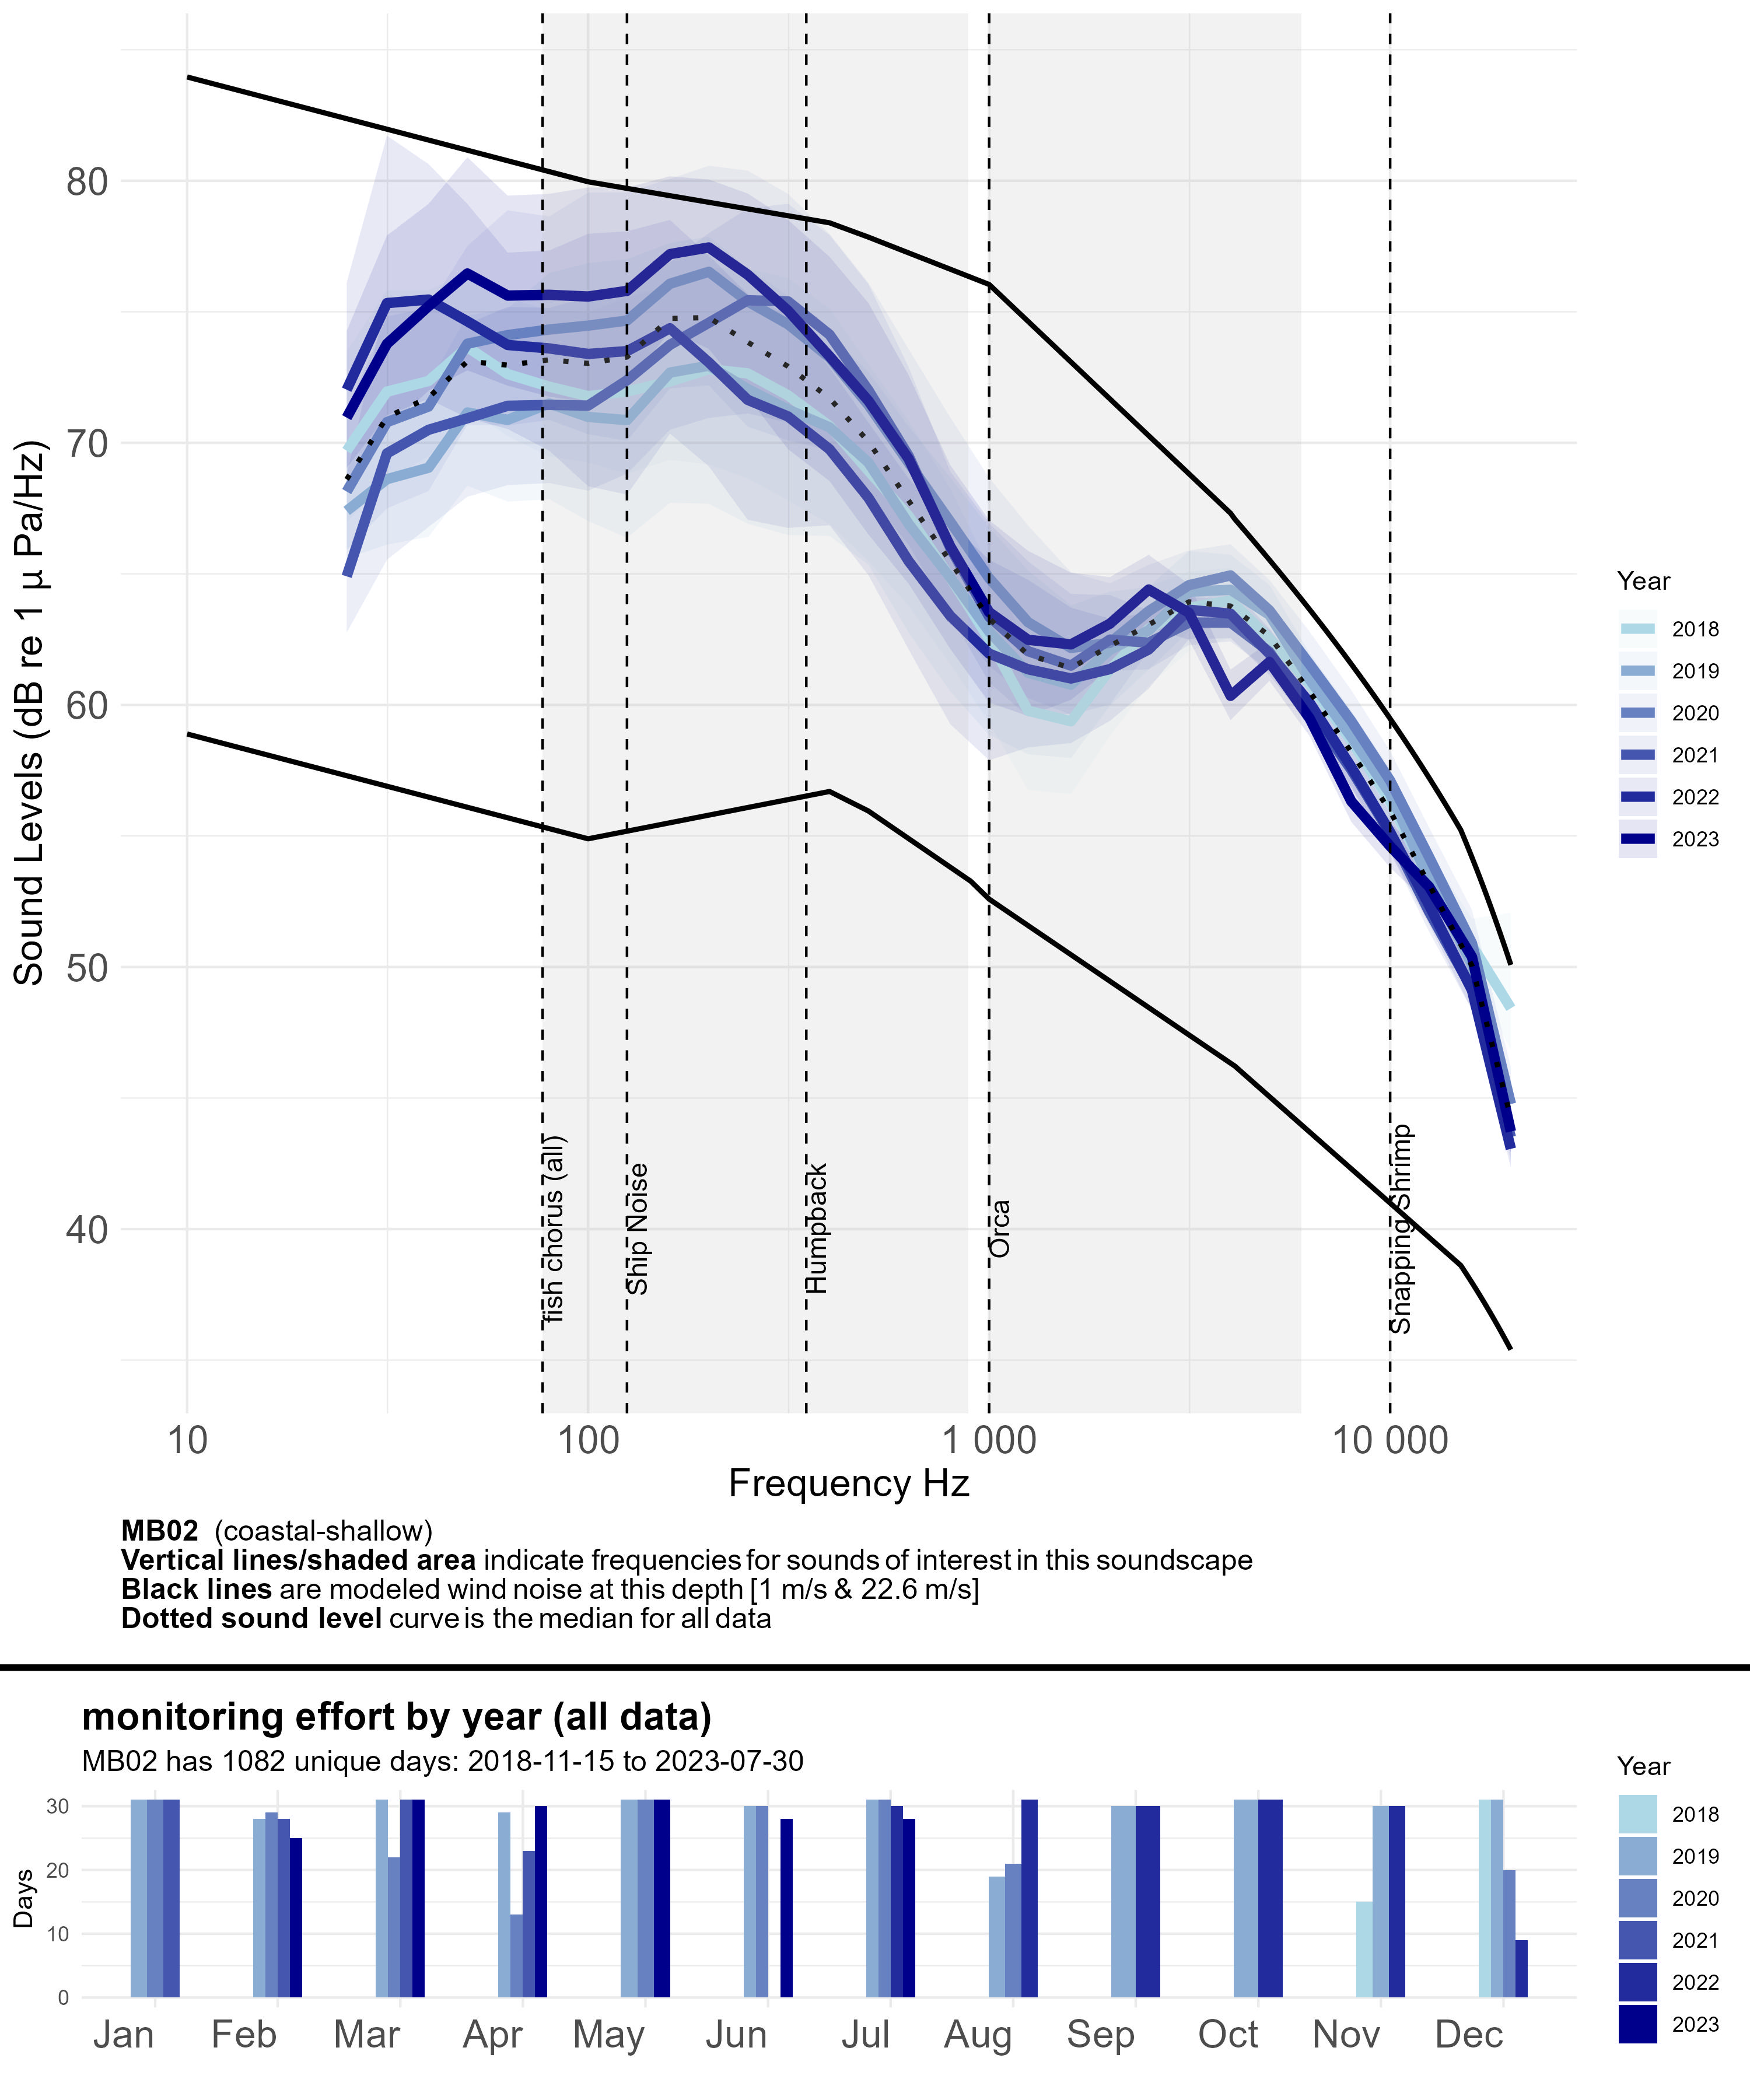 80
70
60
50
40
Sound Levels (dB re 1 µ Pa/Hz)
fish chorus (all)
Ship Noise
Humpback
Orca
Snapping Shrimp
10
100
1 000
10 000
Frequency Hz
Year
2018
2019
2020
2021
2022
2023
MB02 (coastal-shallow)
Vertical lines/shaded area indicate frequencies for sounds of interest in this soundscape
Black lines are modeled wind noise at this depth [1 m/s & 22.6 m/s]
Dotted sound level curve is the median for all data
monitoring effort by year (all data)
MB02 has 1082 unique days: 2018-11-15 to 2023-07-30
30
20
10
0
Days
Jan
Feb
Mar
Apr
May
Jun
Jul
Aug
Sep
Oct
Nov
Dec
Year
2018
2019
2020
2021
2022
2023